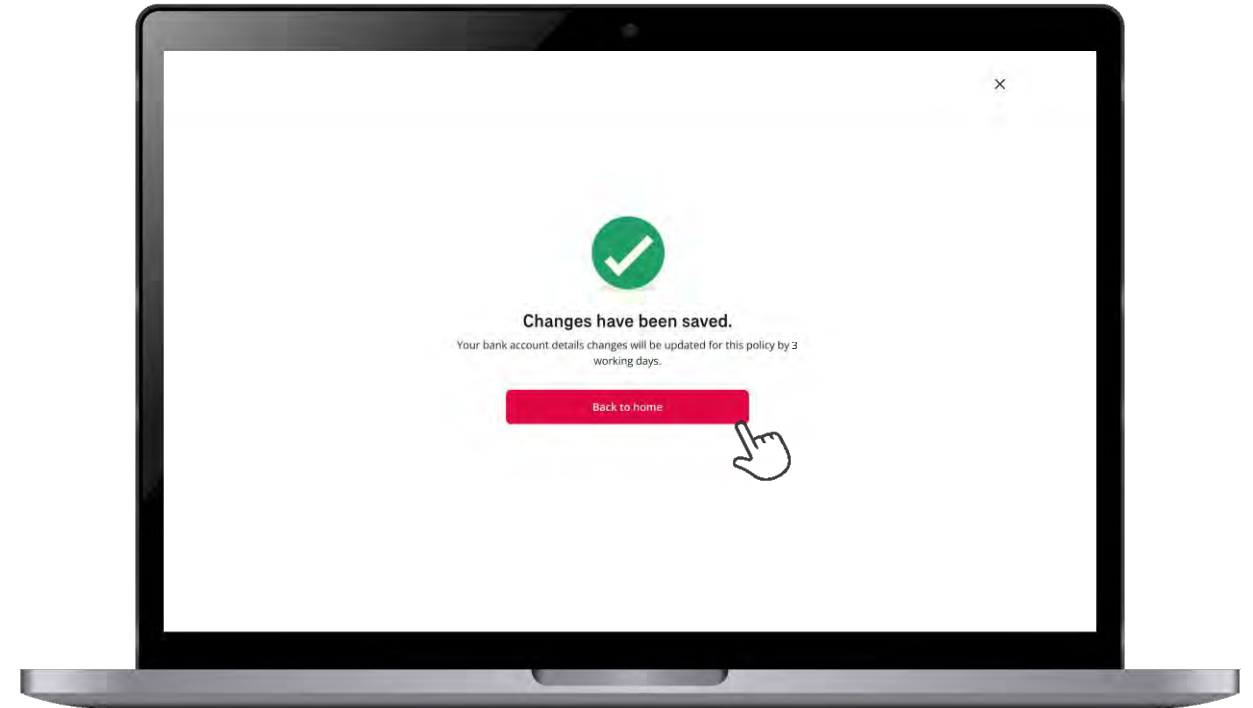 Changes have been saved.
Your bank account details changes will be updated for this policy by 3
working days.
Back to home